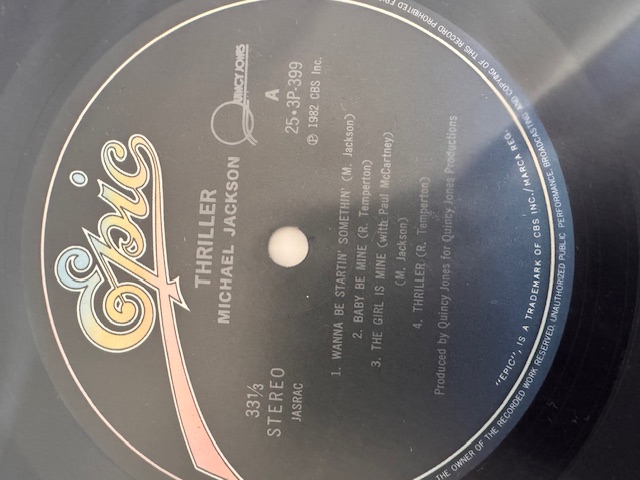 Epic
QUINCY JONES
THRILLER
MICHAEL JACKSON
A
25•3P-399
Ⓟ 1982 CBS Inc.
33⅓
STEREO
JASRAC
1. WANNA BE STARTIN' SOMETHIN' (M. Jackson)
2. BABY BE MINE (R. Temperton)
3. THE GIRL IS MINE (with Paul McCartney)
(M. Jackson)
4. THRILLER (R. Temperton)
Produced by Quincy Jones for Quincy Jones Productions
"EPIC", IS A TRADEMARK OF CBS INC./MARCA REG.
THE OWNER OF THE RECORDED WORK RESERVED. UNAUTHORIZED PUBLIC PERFORMANCE, BROADCASTING AND COPYING OF THIS RECORD PROHIBITED